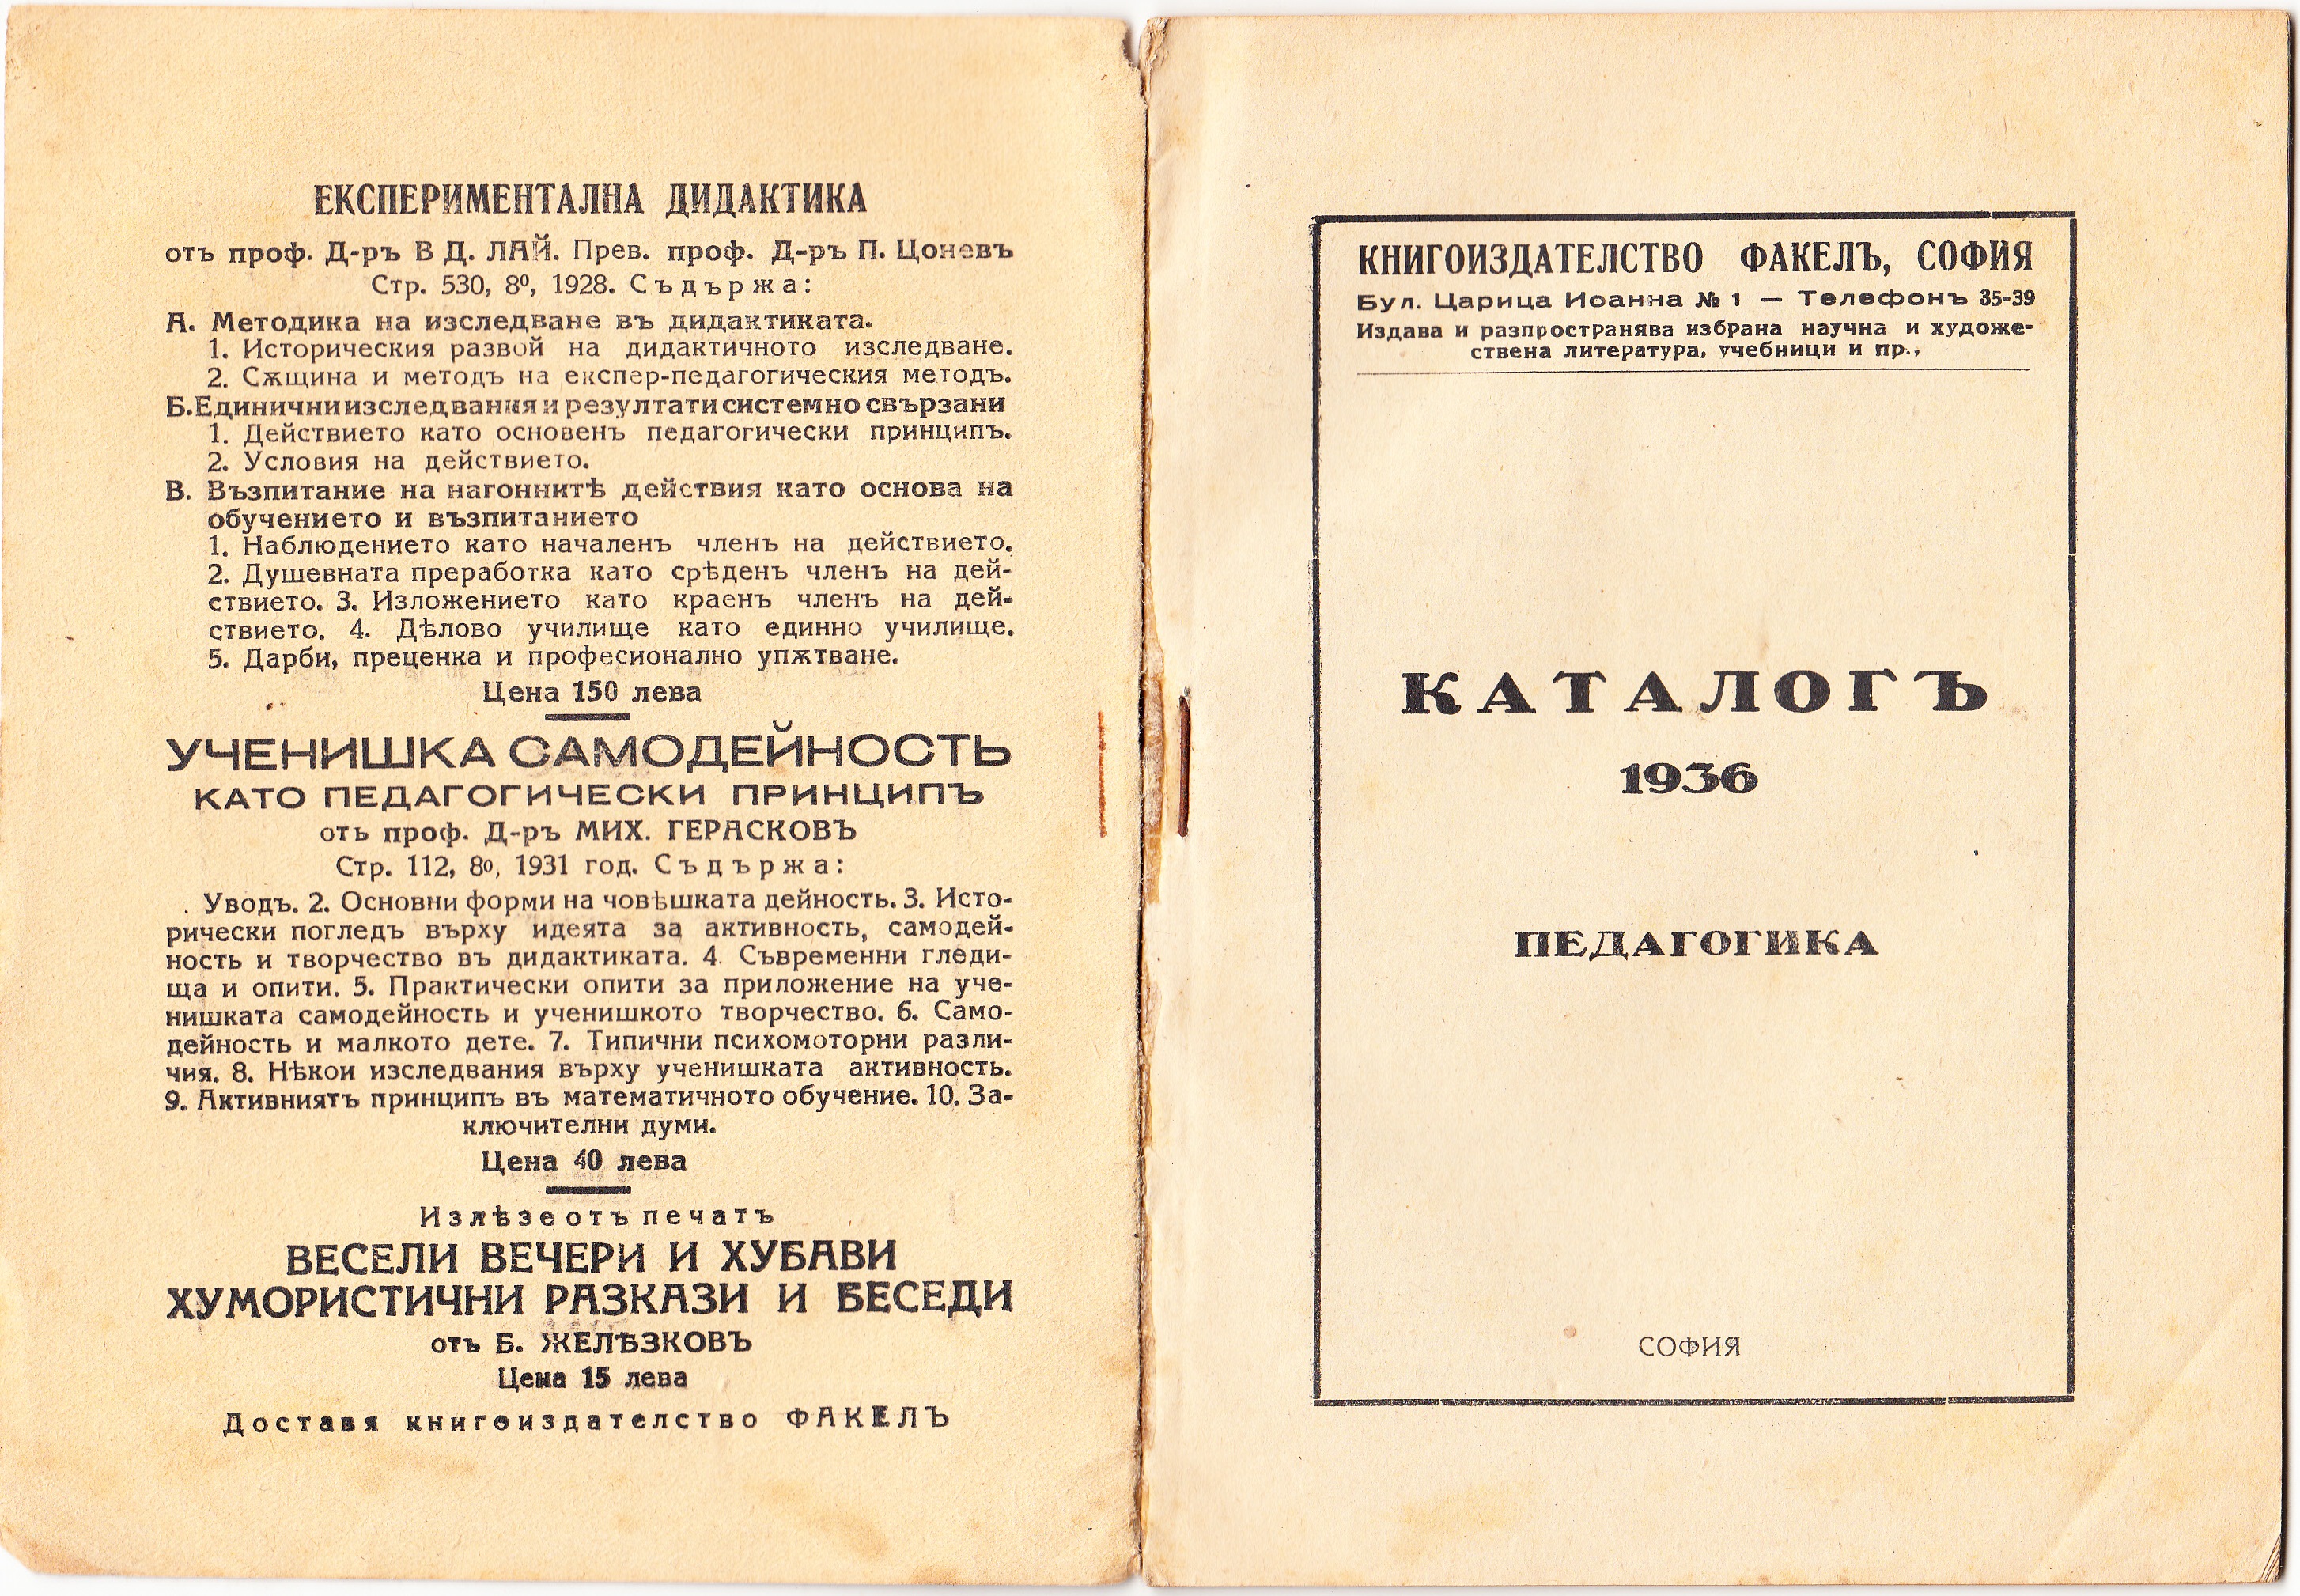 ЕКСПЕРИМЕНТАЛНА ДИДАКТИКА
отъ проф. Д-ръ В Д. ЛАЙ. Прев. проф. Д-ръ П. Цоневъ
Стр. 530, 8⁰, 1928. Съдържа:
А. Методика на изследване въ дидактиката.
1. Историческия развой на дидактичното изследване.
2. Сѫщина и методъ на експер-педагогическия методъ.
Б. Единични изследвания и резултати системно свързани
1. Действието като основенъ педагогически принципъ.
2. Условия на действието.
В. Възпитание на нагоннитѣ действия като основа на
обучението и възпитанието
1. Наблюдението като началенъ членъ на действието.
2. Душевната преработка като срѣденъ членъ на дей-
ствието. 3. Изложението като краенъ членъ на дей-
ствието. 4. Дѣлово училище като единно училище.
5. Дарби, преценка и професионално упѫтване.
Цена 150 лева
УЧЕНИШКА САМОДЕЙНОСТЬ
КАТО ПЕДАГОГИЧЕСКИ ПРИНЦИПЪ
отъ проф. Д-ръ МИХ. ГЕРАСКОВЪ
Стр. 112, 8⁰, 1931 год. Съдържа:
. Уводъ. 2. Основни форми на човѣшката дейность. 3. Исто-
рически погледъ върху идеята за активность, самодей-
ность и творчество въ дидактиката. 4. Съвременни гледи-
ща и опити. 5. Практически опити за приложение на уче-
нишката самодейность и ученишкото творчество. 6. Само-
дейность и малкото дете. 7. Типични психомоторни разли-
чия. 8. Нѣкои изследвания върху ученишката активность.
9. Активниятъ принципъ въ математичното обучение. 10. За-
ключителни думи.
Цена 40 лева
Излѣзе отъ печатъ
ВЕСЕЛИ ВЕЧЕРИ И ХУБАВИ
ХУМОРИСТИЧНИ РАЗКАЗИ И БЕСЕДИ
отъ Б. ЖЕЛѢЗКОВЪ
Цена 15 лева
Доставя книгоиздателство ФАКЕЛЪ
КНИГОИЗДАТЕЛСТВО ФАКЕЛЪ, СОФИЯ
Бул. Царица Иоанна № 1 — Телефонъ 35-39
Издава и разпространява избрана научна и художе-
ствена литература, учебници и пр.,
КАТАЛОГЪ
1936
ПЕДАГОГИКА
СОФИЯ